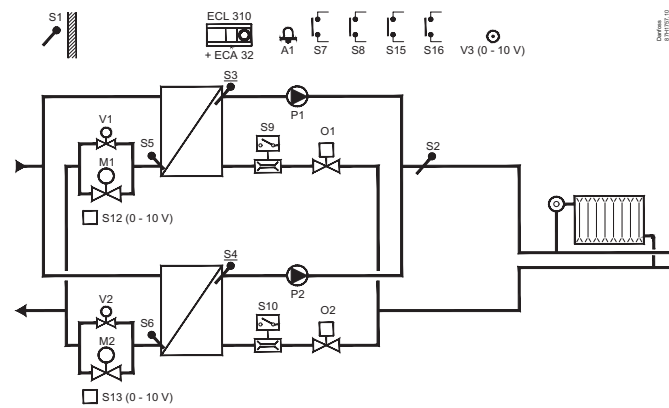 S1
ECL 310
+ ECA 32
A1
S7
S8
S15
S16
V3 (0 - 10 V)
Danfoss
S3
P1
V1
S5
S9
O1
S2
M1
S12 (0 - 10 V)
S4
P2
V2
S6
S10
O2
M2
S13 (0 - 10 V)